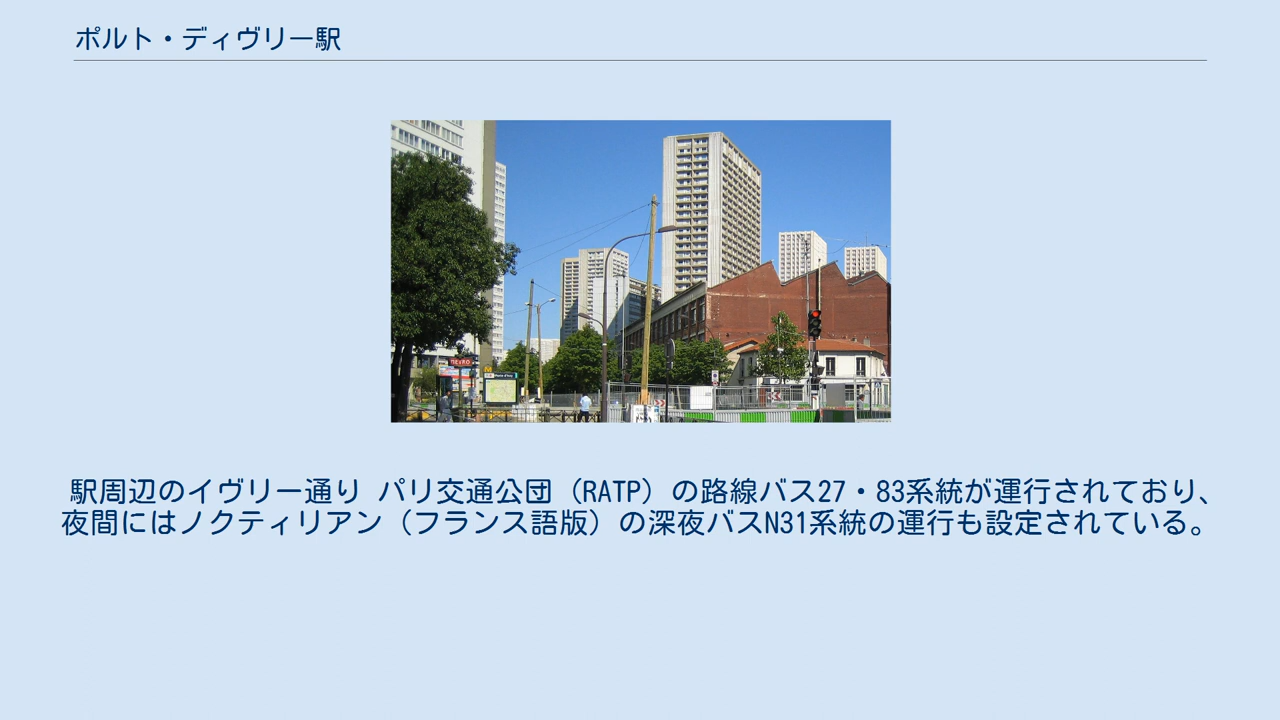 ポルト・ディヴリー駅
METRO
M
Porte d'Ivry
駅周辺のイヴリー通り パリ交通公団（RATP）の路線バス27・83系統が運行されており、
夜間にはノクティリアン（フランス語版）の深夜バスN31系統の運行も設定されている。